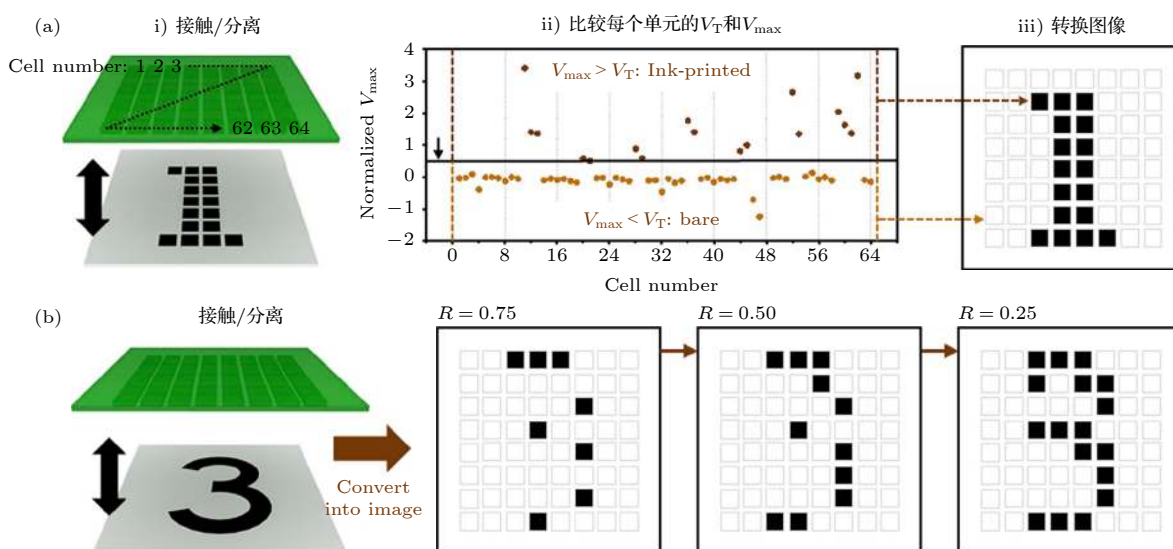 (a)
i) 接触/分离
Cell number: 1 2 3
62 63 64
ii) 比较每个单元的V_T和V_max
Normalized V_max
4
3
2
1
0
−1
−2
V_max > V_T: Ink-printed
V_max < V_T: bare
0 8 16 24 32 40 48 56 64
Cell number
iii) 转换图像
(b)
接触/分离
Convert
into image
R = 0.75
R = 0.50
R = 0.25